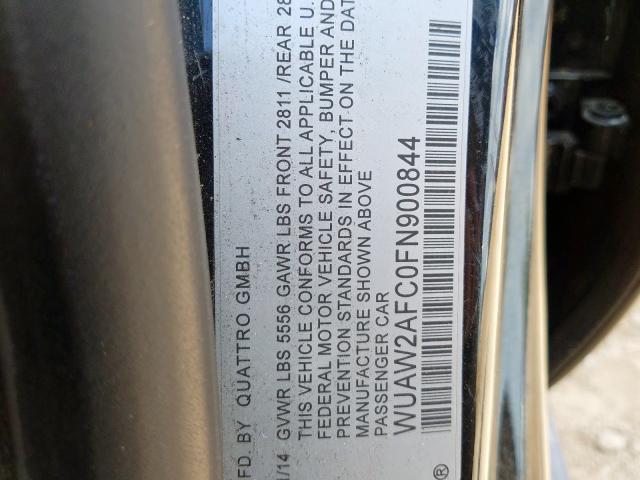 FD. BY QUATTRO GMBH
/14 GVWR LBS 5556 GAWR LBS FRONT 2811 /REAR 28
THIS VEHICLE CONFORMS TO ALL APPLICABLE U.
FEDERAL MOTOR VEHICLE SAFETY, BUMPER AND
PREVENTION STANDARDS IN EFFECT ON THE DAT
MANUFACTURE SHOWN ABOVE
PASSENGER CAR
WUAW2AFC0FN900844
®